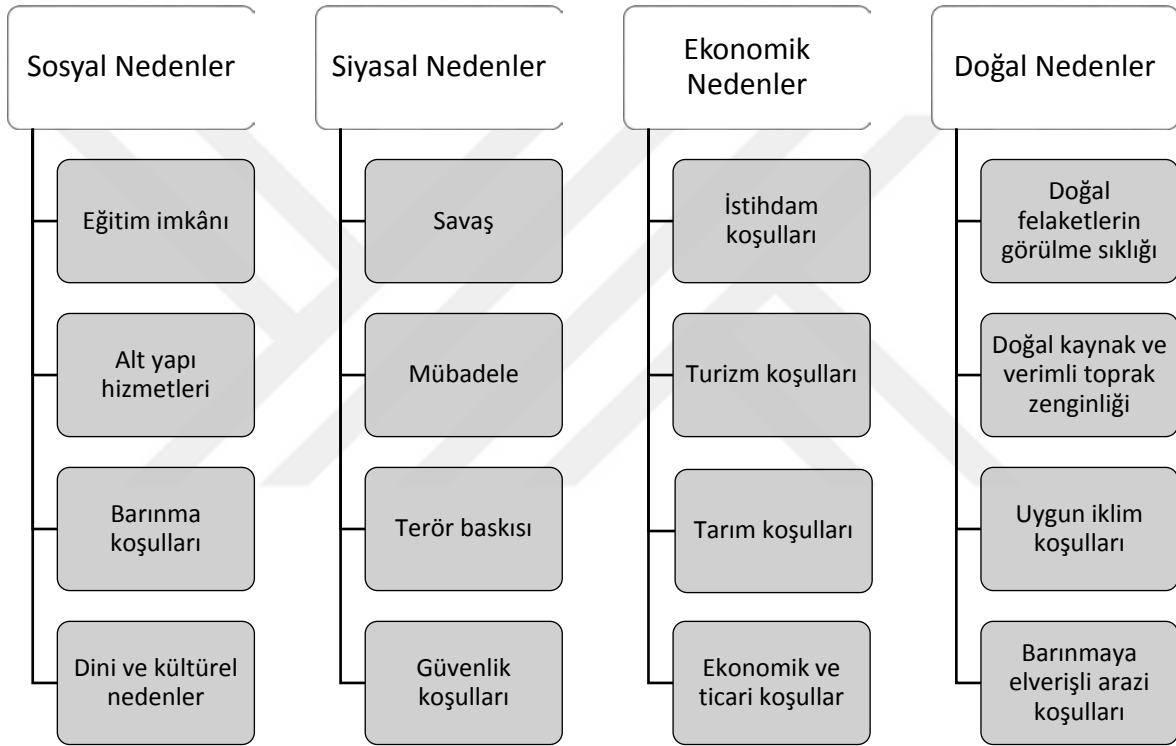 Sosyal Nedenler
Eğitim imkânı
Alt yapı
hizmetleri
Barınma
koşulları
Dini ve kültürel
nedenler
Siyasal Nedenler
Savaş
Mübadele
Terör baskısı
Güvenlik
koşulları
Ekonomik
Nedenler
İstihdam
koşulları
Turizm koşulları
Tarım koşulları
Ekonomik ve
ticari koşullar
Doğal Nedenler
Doğal
felaketlerin
görülme sıklığı
Doğal kaynak ve
verimli toprak
zenginliği
Uygun iklim
koşulları
Barınmaya
elverişli arazi
koşulları